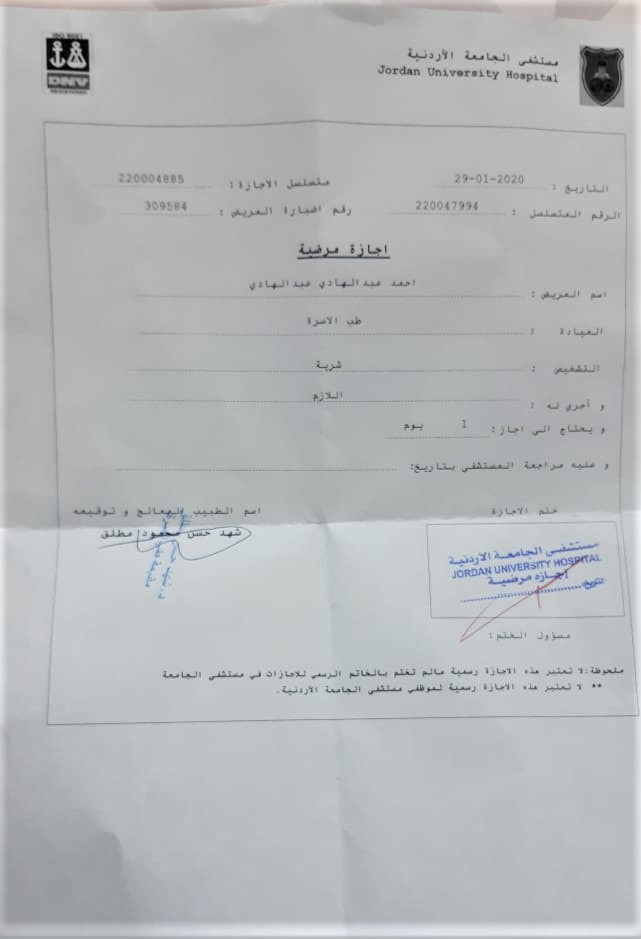 ISO 9001
DNV
REGISTERED
مستشفى الجامعة الأردنية
Jordan University Hospital
التاريخ : 29-01-2020
متسلسل الاجازة : 220004885
الرقم المتسلسل : 220047994
رقم اضبارة المريض : 309584
اجازة مرضية
اسم المريض : احمد عبدالهادي عبدالهادي
العيادة : طب الاسرة
التشخيص : شرية
و أجري له : اللازم
و يحتاج الى اجاز: 1 يوم
و عليه مراجعة المستشفى بتاريخ:
ختم الاجازة
اسم الطبيب المعالج و توقيعه
شهد حسن محمود مطلق
مستشفى الجامعة الاردنية
JORDAN UNIVERSITY HOSPITAL
اجازه مرضية
التاريخ
مسؤول الختم:
ملحوظة:لا تعتبر هذه الاجازة رسمية مالم تختم بالخاتم الرسمي للاجازات في مستشفى الجامعة
** لا تعتبر هذه الاجازة رسمية لموظفي مستشفى الجامعة الأردنية.